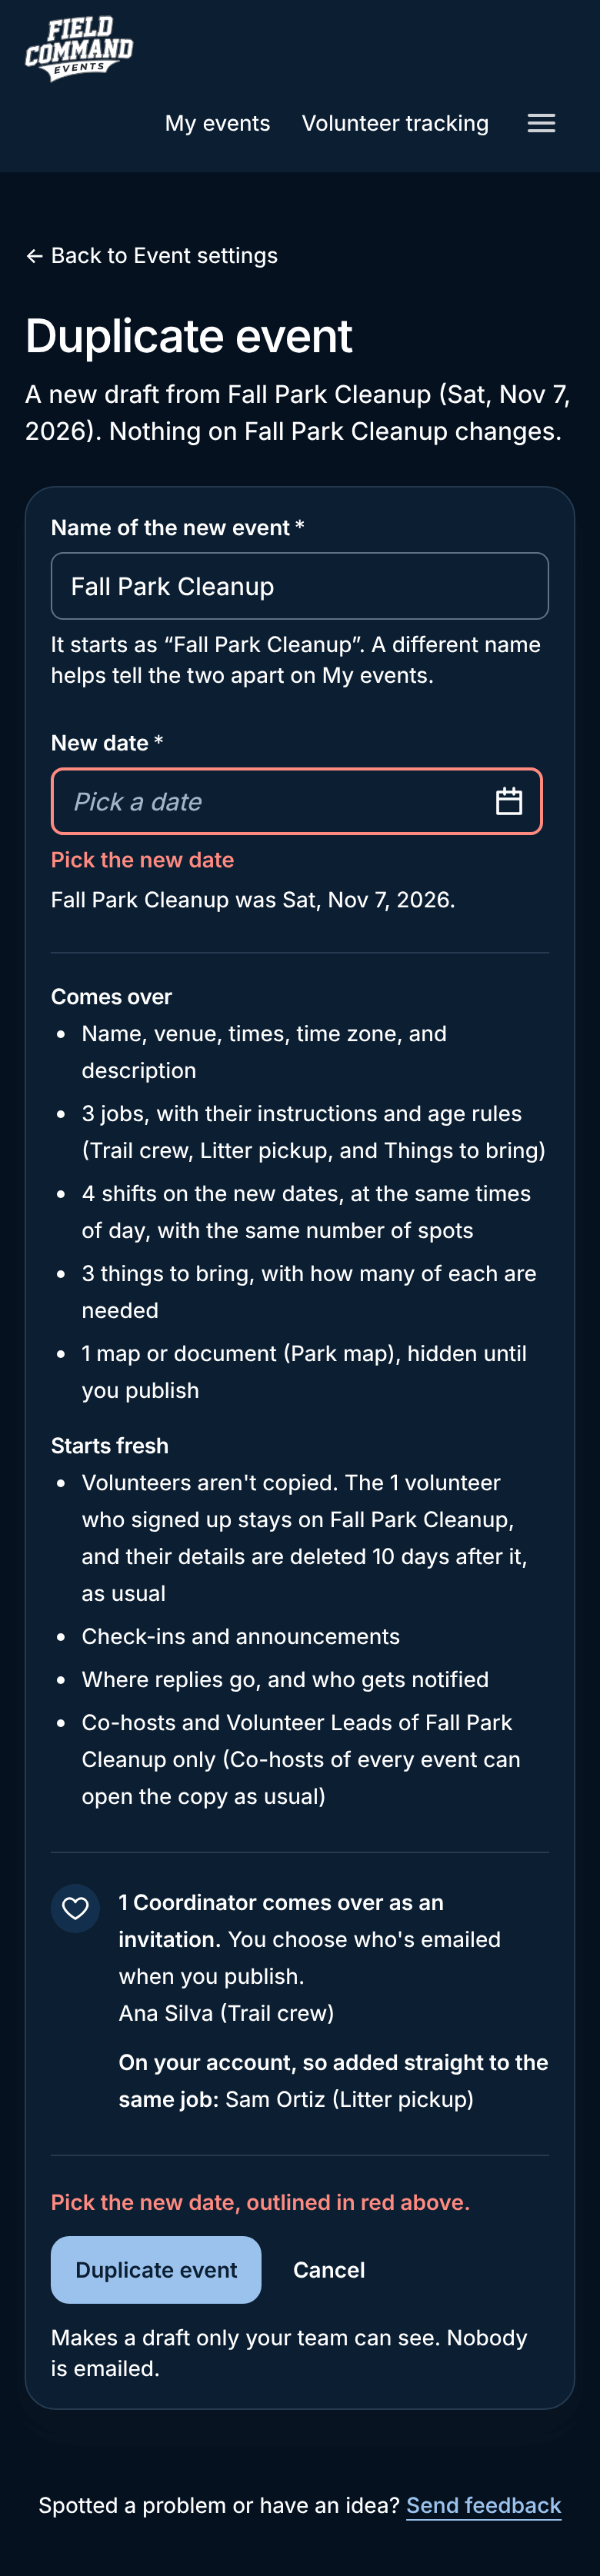 FIELD
COMMAND
EVENTS
My events
Volunteer tracking
← Back to Event settings
Duplicate event
A new draft from Fall Park Cleanup (Sat, Nov 7,
2026). Nothing on Fall Park Cleanup changes.
Name of the new event *
Fall Park Cleanup
It starts as “Fall Park Cleanup”. A different name
helps tell the two apart on My events.
New date *
Pick a date
Pick the new date
Fall Park Cleanup was Sat, Nov 7, 2026.
Comes over
• Name, venue, times, time zone, and
description
• 3 jobs, with their instructions and age rules
(Trail crew, Litter pickup, and Things to bring)
• 4 shifts on the new dates, at the same times
of day, with the same number of spots
• 3 things to bring, with how many of each are
needed
• 1 map or document (Park map), hidden until
you publish
Starts fresh
• Volunteers aren't copied. The 1 volunteer
who signed up stays on Fall Park Cleanup,
and their details are deleted 10 days after it,
as usual
• Check-ins and announcements
• Where replies go, and who gets notified
• Co-hosts and Volunteer Leads of Fall Park
Cleanup only (Co-hosts of every event can
open the copy as usual)
1 Coordinator comes over as an
invitation. You choose who's emailed
when you publish.
Ana Silva (Trail crew)
On your account, so added straight to the
same job: Sam Ortiz (Litter pickup)
Pick the new date, outlined in red above.
Duplicate event
Cancel
Makes a draft only your team can see. Nobody
is emailed.
Spotted a problem or have an idea? Send feedback